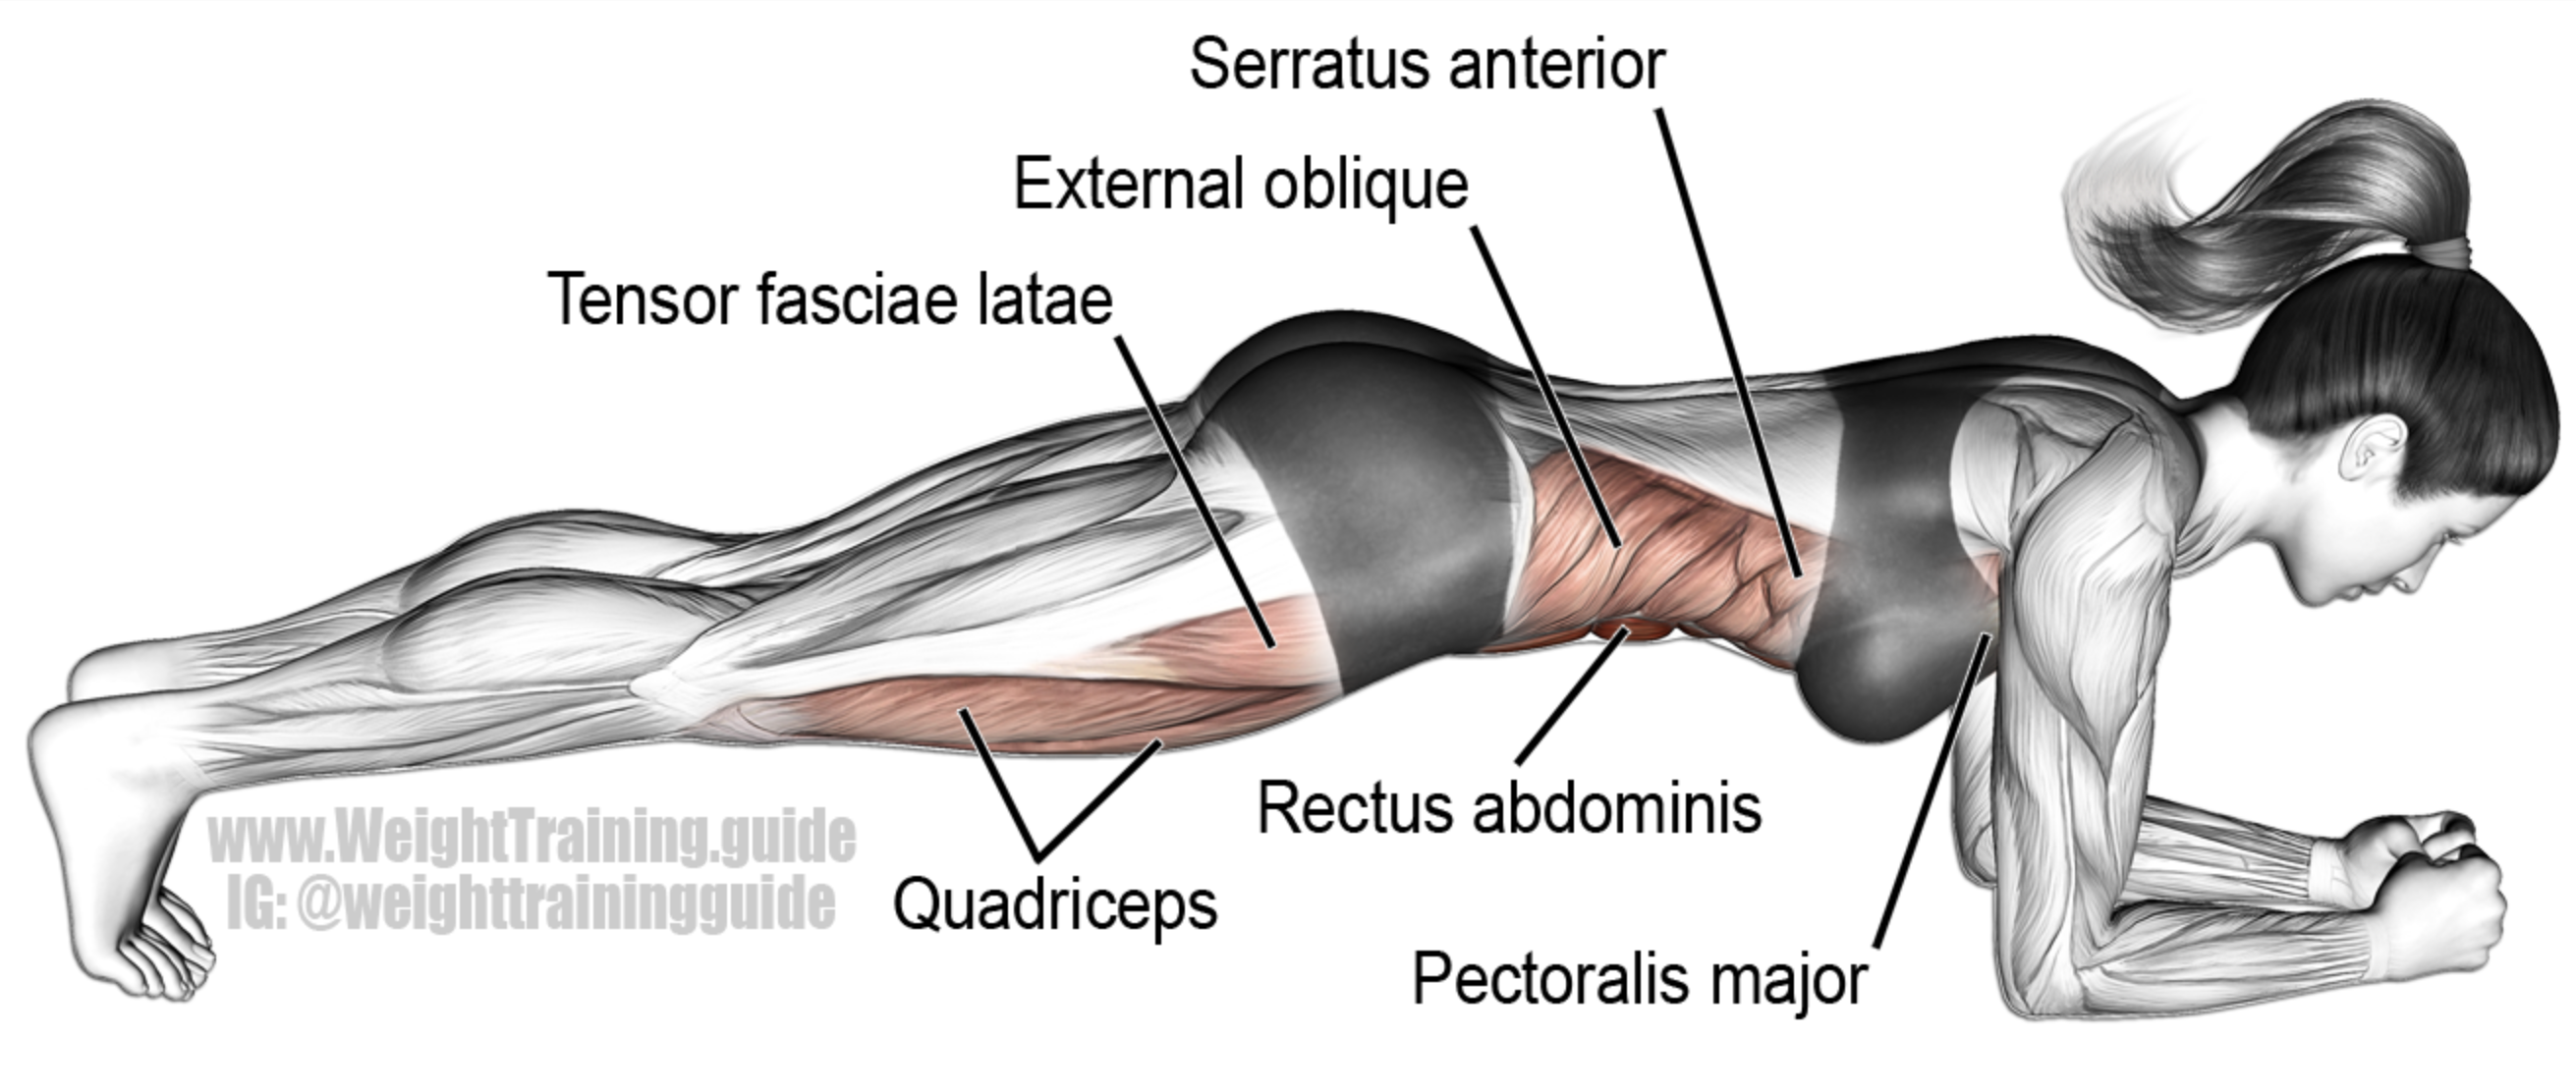 Serratus anterior
External oblique
Tensor fasciae latae
Rectus abdominis
www.WeightTraining.guide
IG: @weighttrainingguide
Quadriceps
Pectoralis major